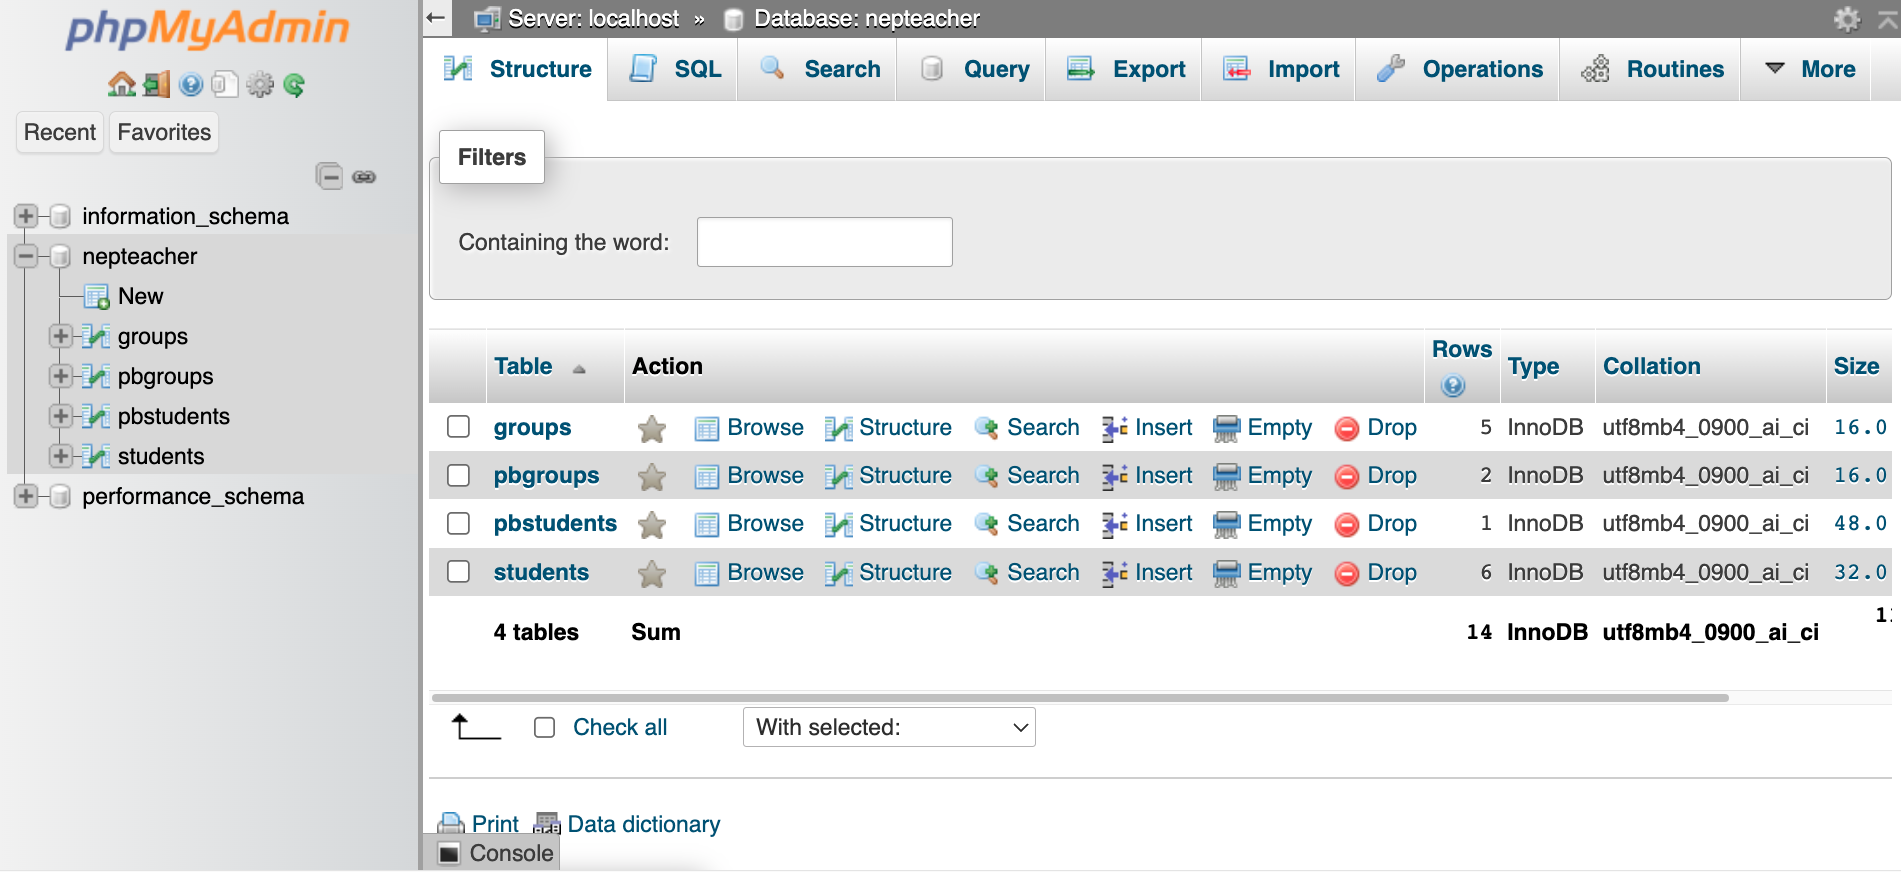 phpMyAdmin
Recent Favorites
information_schema
nepteacher
New
groups
pbgroups
pbstudents
students
performance_schema
Server: localhost » Database: nepteacher
Structure SQL Search Query Export Import Operations Routines More
Filters
Containing the word:
Table Action Rows Type Collation Size
groups Browse Structure Search Insert Empty Drop 5 InnoDB utf8mb4_0900_ai_ci 16.0
pbgroups Browse Structure Search Insert Empty Drop 2 InnoDB utf8mb4_0900_ai_ci 16.0
pbstudents Browse Structure Search Insert Empty Drop 1 InnoDB utf8mb4_0900_ai_ci 48.0
students Browse Structure Search Insert Empty Drop 6 InnoDB utf8mb4_0900_ai_ci 32.0
4 tables Sum 14 InnoDB utf8mb4_0900_ai_ci
Check all With selected:
Print Data dictionary
Console